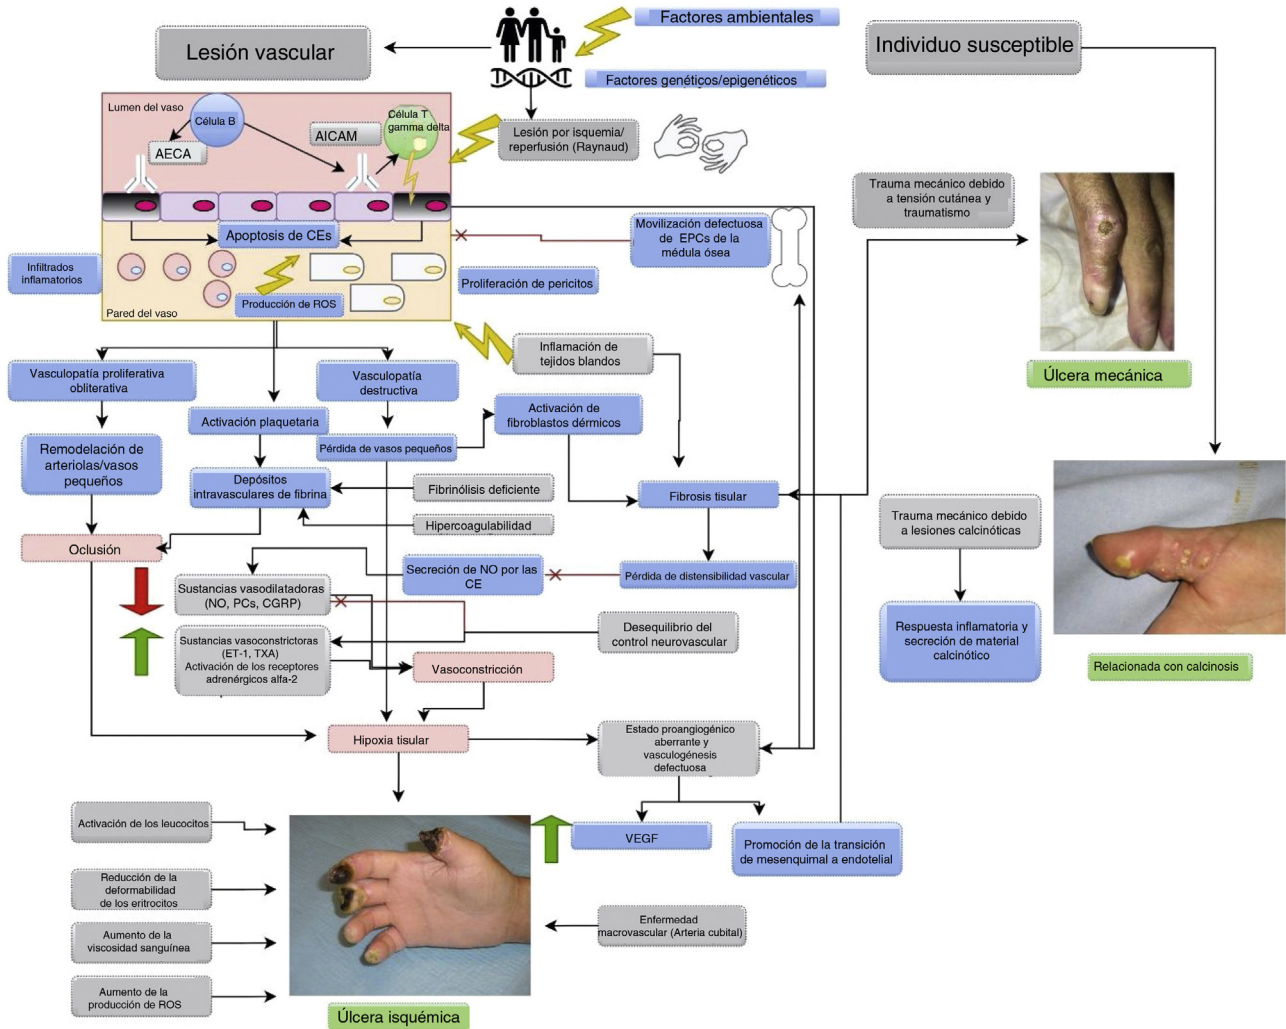 Factores ambientales
Lesión vascular
Individuo susceptible
Factores genéticos/epigenéticos
Lumen del vaso
Célula B
Célula T
gamma delta
AICAM
AECA
Lesión por isquemia/
reperfusión (Raynaud)
Trauma mecánico debido
a tensión cutánea y
traumatismo
Apoptosis de CEs
Movilización defectuosa
de EPCs de la
médula ósea
Infiltrados
inflamatorios
Proliferación de pericitos
Producción de ROS
Pared del vaso
Inflamación de
tejidos blandos
Úlcera mecánica
Vasculopatía proliferativa
obliterativa
Vasculopatía
destructiva
Activación plaquetaria
Activación de
fibroblastos dérmicos
Pérdida de vasos pequeños
Remodelación de
arteriolas/vasos
pequeños
Depósitos
intravasculares de fibrina
Fibrinólisis deficiente
Fibrosis tisular
Hipercoagulabilidad
Trauma mecánico debido
a lesiones calcinóticas
Oclusión
Secreción de NO por las
CE
Pérdida de distensibilidad vascular
Sustancias vasodilatadoras
(NO, PCs, CGRP)
Desequilibrio del
control neurovascular
Respuesta inflamatoria y
secreción de material
calcinótico
Sustancias vasoconstrictoras
(ET-1, TXA)
Activación de los receptores
adrenérgicos alfa-2
Vasoconstricción
Relacionada con calcinosis
Hipoxia tisular
Estado proangiogénico
aberrante y
vasculogénesis
defectuosa
Activación de los leucocitos
VEGF
Promoción de la transición
de mesenquimal a endotelial
Reducción de la
deformabilidad
de los eritrocitos
Enfermedad
macrovascular (Arteria cubital)
Aumento de la
viscosidad sanguínea
Aumento de la
producción de ROS
Úlcera isquémica